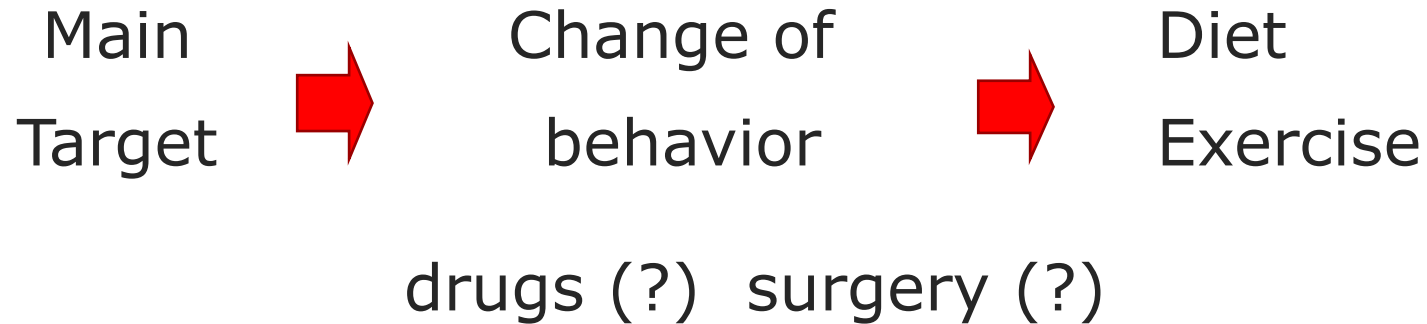 Main
Target
Change of
behavior
Diet
Exercise
drugs (?) surgery (?)